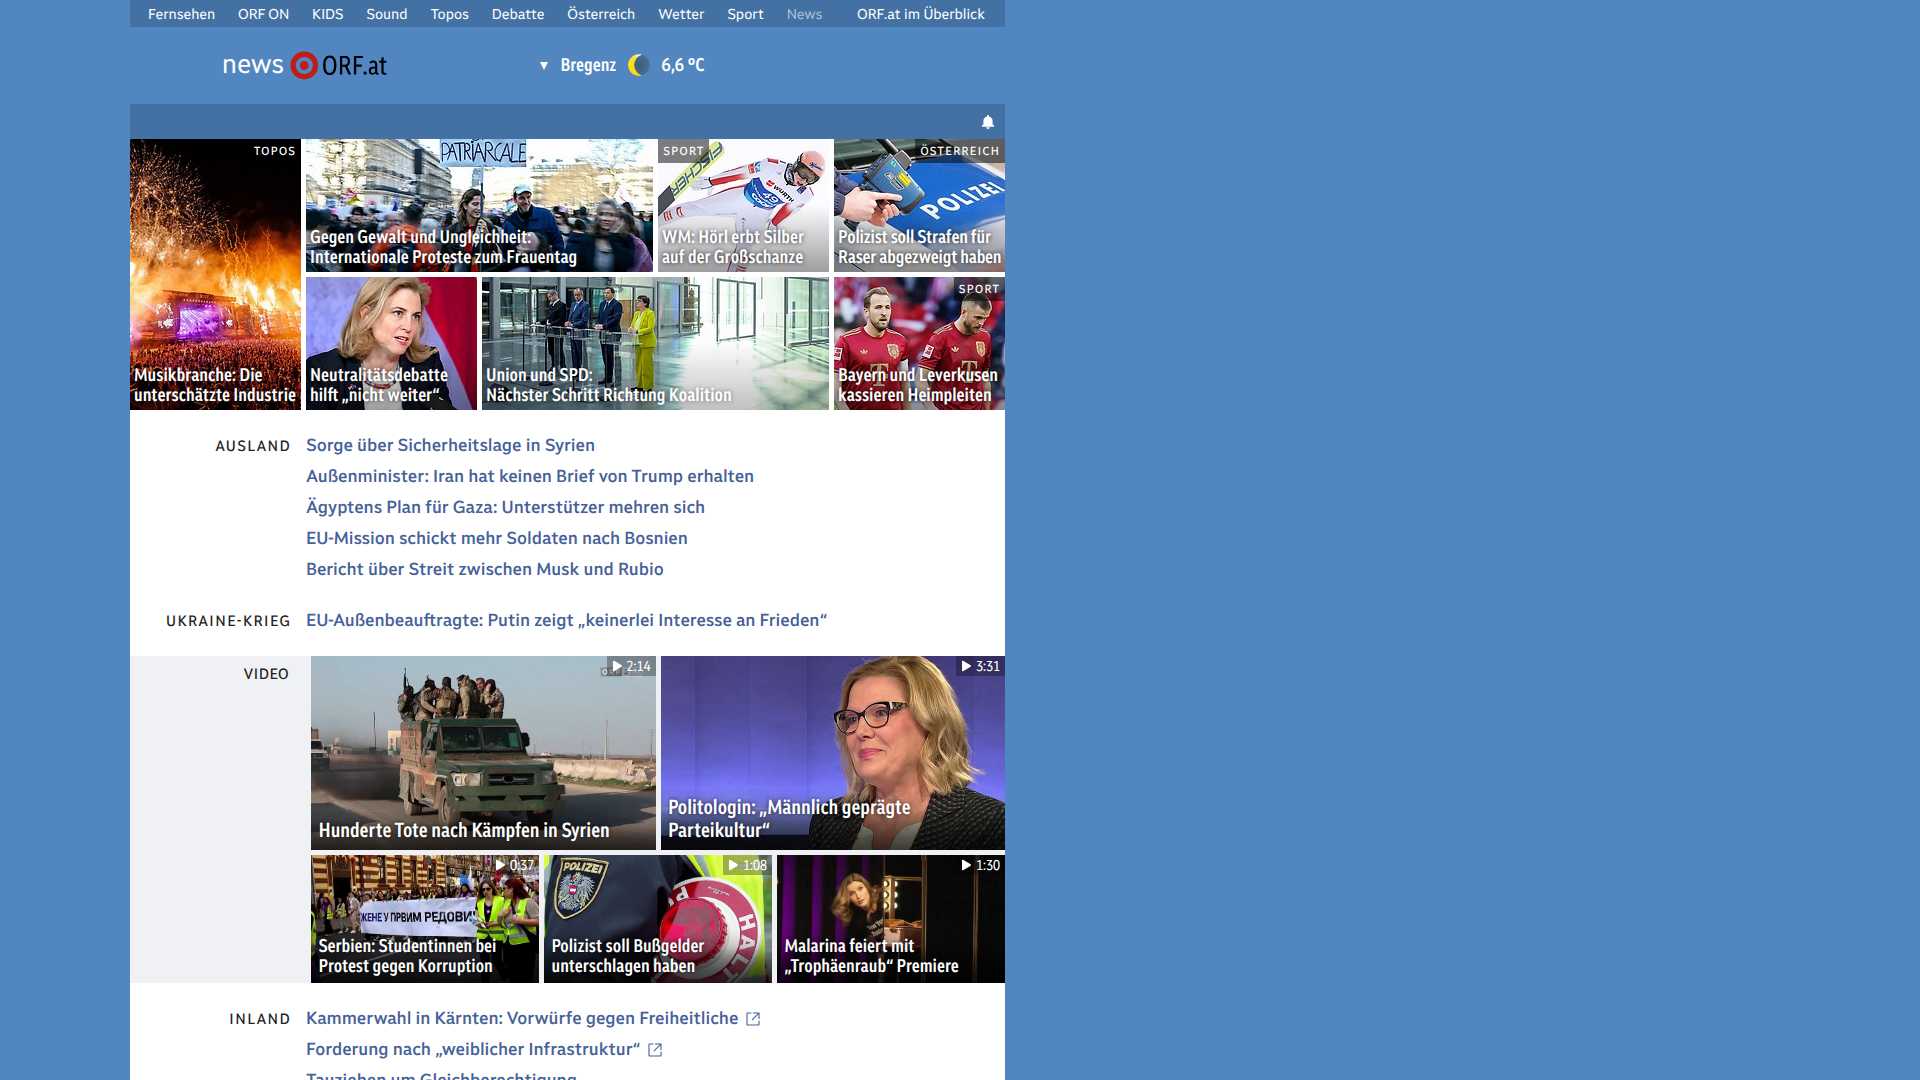 Fernsehen ORF ON KIDS Sound Topos Debatte Österreich Wetter Sport News ORF.at im Überblick
news ORF.at
Bregenz 6,6 °C
TOPOS
Musikbranche: Die
unterschätzte Industrie
PATRIARCALE
Gegen Gewalt und Ungleichheit:
Internationale Proteste zum Frauentag
SPORT
FISCHER
WÜRTH
49
WM: Hörl erbt Silber
auf der Großschanze
ÖSTERREICH
POLIZEI
Polizist soll Strafen für
Raser abgezweigt haben
Neutralitätsdebatte
hilft „nicht weiter“
Union und SPD:
Nächster Schritt Richtung Koalition
SPORT
Bayern und Leverkusen
kassieren Heimpleiten
AUSLAND
Sorge über Sicherheitslage in Syrien
Außenminister: Iran hat keinen Brief von Trump erhalten
Ägyptens Plan für Gaza: Unterstützer mehren sich
EU-Mission schickt mehr Soldaten nach Bosnien
Bericht über Streit zwischen Musk und Rubio
UKRAINE-KRIEG
EU-Außenbeauftragte: Putin zeigt „keinerlei Interesse an Frieden“
VIDEO
2:14
Hunderte Tote nach Kämpfen in Syrien
3:31
Politologin: „Männlich geprägte
Parteikultur“
0:37
ЖЕНЕ У ПРВИМ РЕДОВИ
Serbien: Studentinnen bei
Protest gegen Korruption
1:08
POLIZEI
HALT
Polizist soll Bußgelder
unterschlagen haben
1:30
Malarina feiert mit
„Trophäenraub“ Premiere
INLAND
Kammerwahl in Kärnten: Vorwürfe gegen Freiheitliche
Forderung nach „weiblicher Infrastruktur“
Tauziehen um Gleichberechtigung